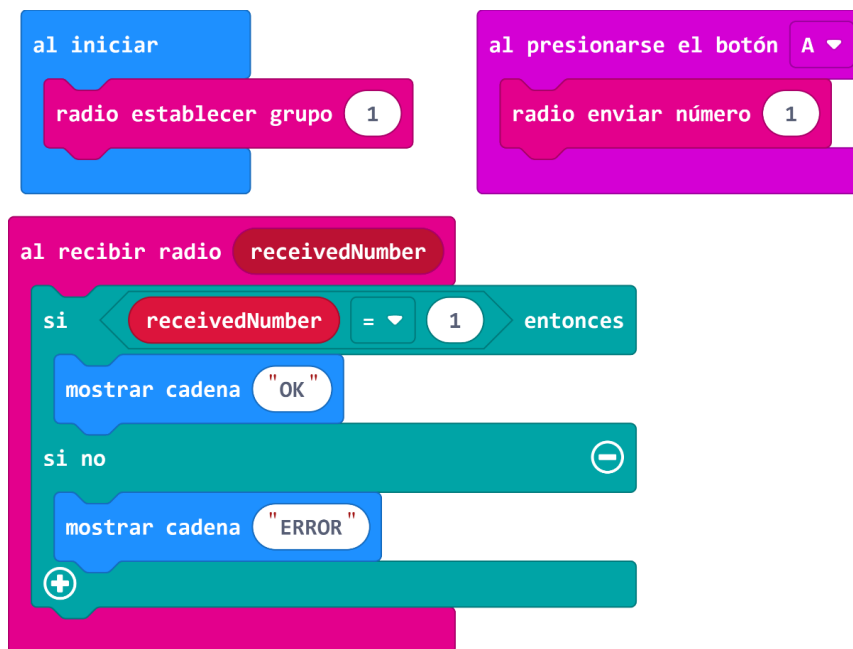 al iniciar
radio establecer grupo 1
al presionarse el botón A
radio enviar número 1
al recibir radio receivedNumber
si receivedNumber = 1 entonces
mostrar cadena "OK"
si no
mostrar cadena "ERROR"